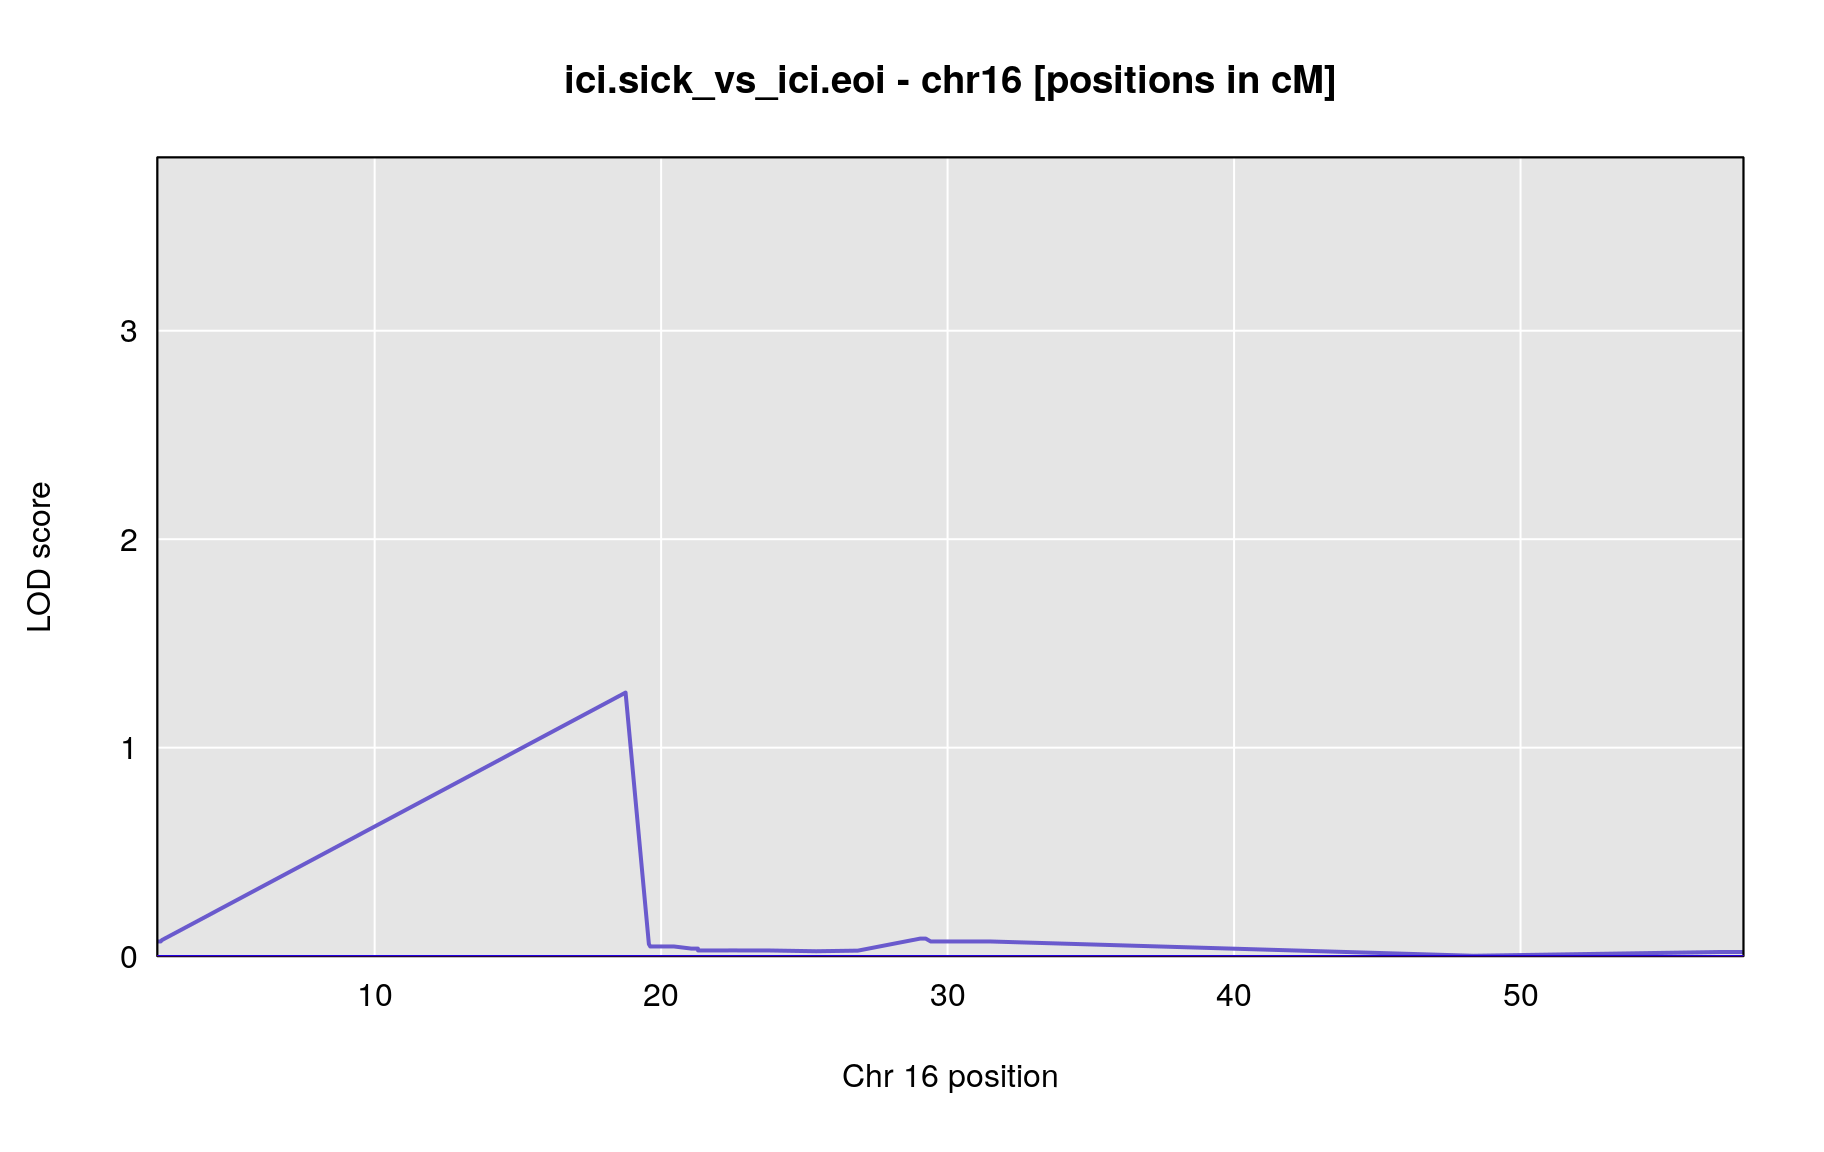 ici.sick_vs_ici.eoi - chr16 [positions in cM]
3
2
1
0
LOD score
10 20 30 40 50
Chr 16 position